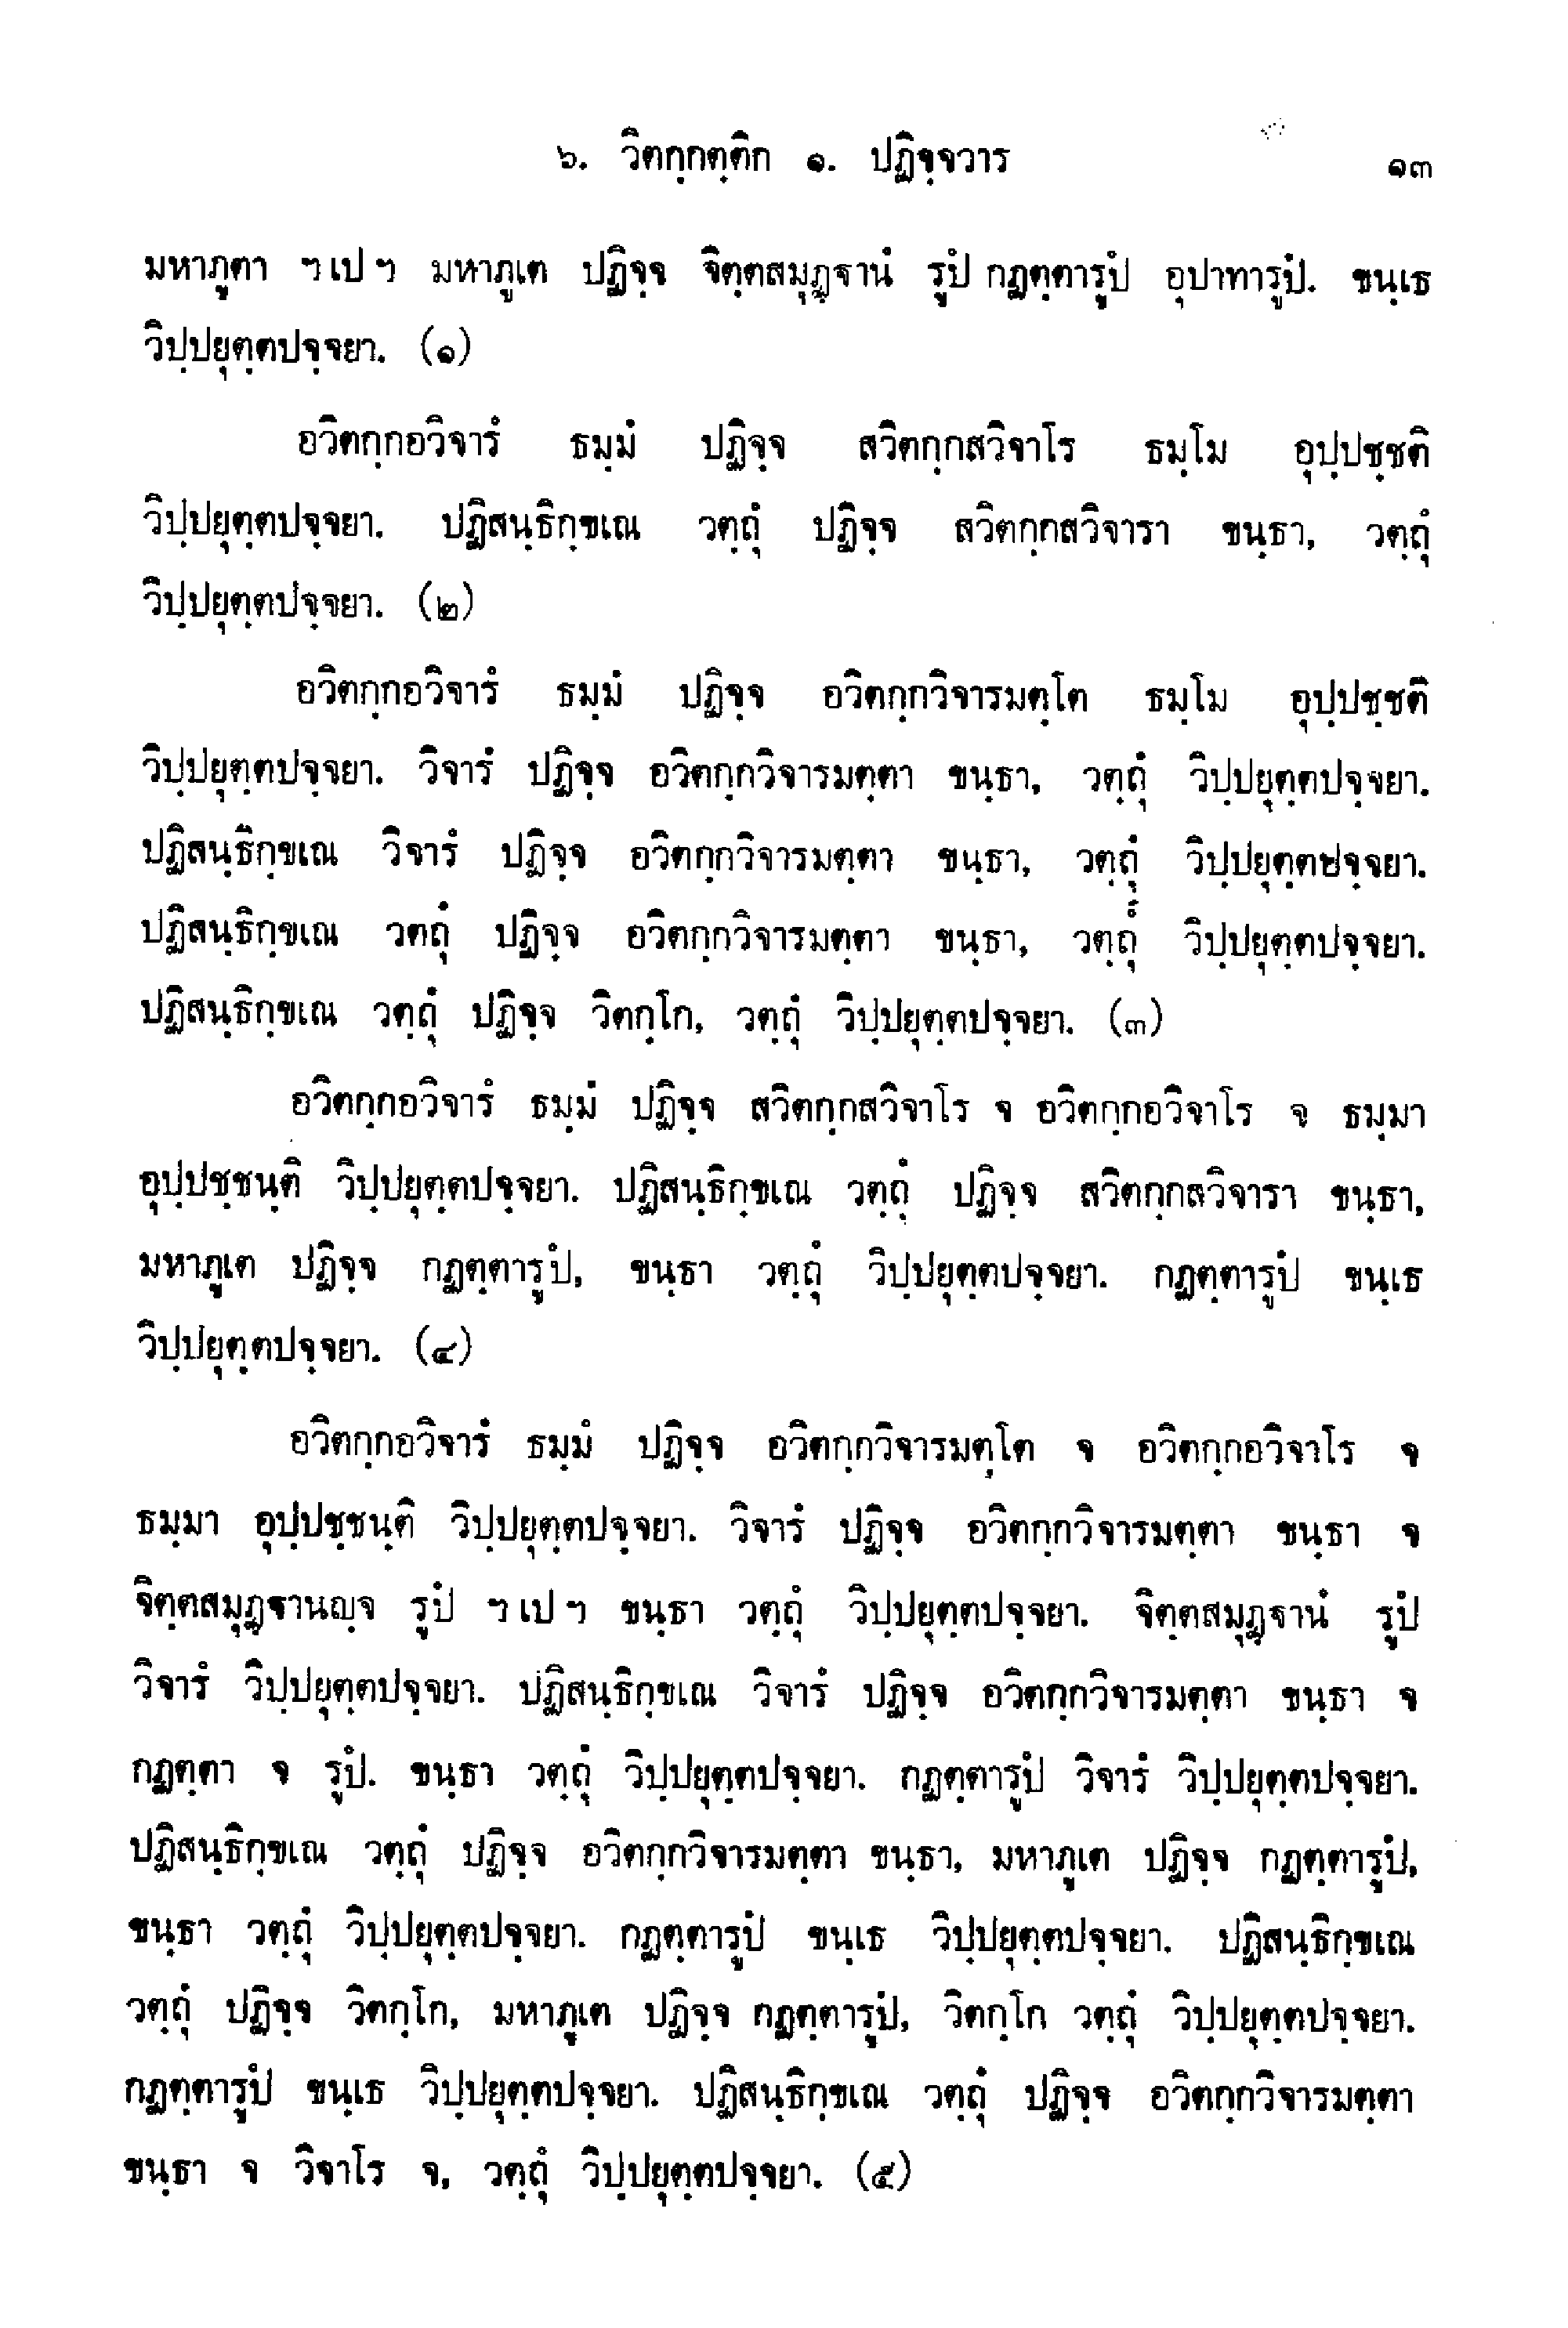 ๖. วิตกฺกตฺติก ๑. ปฏิจฺจวาร ๑๓
มหาภูตา ฯ เป ฯ มหาภูเต ปฏิจฺจ จิตฺตสมุฏฺฐานํ รูปํ กฏตฺตารูปํ อุปาทารูปํ. ขนฺเธ
วิปฺปยุตฺตปจฺจยา. (๑)
อวิตกฺกอวิจารํ ธมฺมํ ปฏิจฺจ สวิตกฺกสวิจาโร ธมฺโม อุปฺปชฺชติ
วิปฺปยุตฺตปจฺจยา. ปฏิสนฺธิกฺขเณ วตฺถุํ ปฏิจฺจ สวิตกฺกสวิจารา ขนฺธา, วตฺถุํ
วิปฺปยุตฺตปจฺจยา. (๒)
อวิตกฺกอวิจารํ ธมฺมํ ปฏิจฺจ อวิตกฺกวิจารมตฺโต ธมฺโม อุปฺปชฺชติ
วิปฺปยุตฺตปจฺจยา. วิจารํ ปฏิจฺจ อวิตกฺกวิจารมตฺตา ขนฺธา, วตฺถุํ วิปฺปยุตฺตปจฺจยา.
ปฏิสนฺธิกฺขเณ วิจารํ ปฏิจฺจ อวิตกฺกวิจารมตฺตา ขนฺธา, วตฺถุํ วิปฺปยุตฺตปจฺจยา.
ปฏิสนฺธิกฺขเณ วตถุํ ปฏิจฺจ อวิตกฺกวิจารมตฺตา ขนฺธา, วตฺถุํ วิปฺปยุตฺตปจฺจยา.
ปฏิสนฺธิกฺขเณ วตฺถุํ ปฏิจฺจ วิตกฺโก, วตฺถุํ วิปฺปยุตฺตปจฺจยา. (๓)
อวิตกฺกอวิจารํ ธมฺมํ ปฏิจฺจ สวิตกฺกสวิจาโร จ อวิตกฺกอวิจาโร จ ธมฺมา
อุปฺปชฺชนฺติ วิปฺปยุตฺตปจฺจยา. ปฏิสนฺธิกฺขเณ วตฺถุํ ปฏิจฺจ สวิตกฺกสวิจารา ขนฺธา,
มหาภูเต ปฏิจฺจ กฏตฺตารูปํ, ขนฺธา วตฺถุํ วิปฺปยุตฺตปจฺจยา. กฏตฺตารูปํ ขนฺเธ
วิปฺปยุตฺตปจฺจยา. (๔)
อวิตกฺกอวิจารํ ธมฺมํ ปฏิจฺจ อวิตกฺกวิจารมตฺโต จ อวิตกฺกอวิจาโร จ
ธมฺมา อุปฺปชฺชนฺติ วิปฺปยุตฺตปจฺจยา. วิจารํ ปฏิจฺจ อวิตกฺกวิจารมตฺตา ขนฺธา จ
จิตฺตสมุฏฺฐานญฺจ รูปํ ฯ เป ฯ ขนฺธา วตฺถุํ วิปฺปยุตฺตปจฺจยา. จิตฺตสมุฏฺฐานํ รูปํ
วิจารํ วิปฺปยุตฺตปจฺจยา. ปฏิสนฺธิกฺขเณ วิจารํ ปฏิจฺจ อวิตกฺกวิจารมตฺตา ขนฺธา จ
กฏตฺตา จ รูปํ. ขนฺธา วตฺถุํ วิปฺปยุตฺตปจฺจยา. กฏตฺตารูปํ วิจารํ วิปฺปยุตฺตปจฺจยา.
ปฏิสนฺธิกฺขเณ วตฺถุํ ปฏิจฺจ อวิตกฺกวิจารมตฺตา ขนฺธา, มหาภูเต ปฏิจฺจ กฏตฺตารูปํ,
ขนฺธา วตฺถุํ วิปฺปยุตฺตปจฺจยา. กฏตฺตารูปํ ขนฺเธ วิปฺปยุตฺตปจฺจยา. ปฏิสนฺธิกฺขเณ
วตฺถุํ ปฏิจฺจ วิตกฺโก, มหาภูเต ปฏิจฺจ กฏตฺตารูปํ, วิตกฺโก วตฺถุํ วิปฺปยุตฺตปจฺจยา.
กฏตฺตารูปํ ขนฺเธ วิปฺปยุตฺตปจฺจยา. ปฏิสนฺธิกฺขเณ วตฺถุํ ปฏิจฺจ อวิตกฺกวิจารมตฺตา
ขนฺธา จ วิจาโร จ, วตฺถุํ วิปฺปยุตฺตปจฺจยา. (๕)